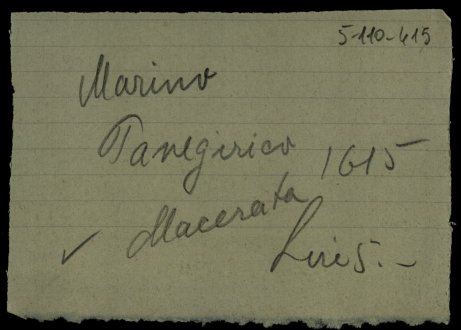 5-110-415
Marino
Panegirico 1615
Macerata
✓ Lire 5.-